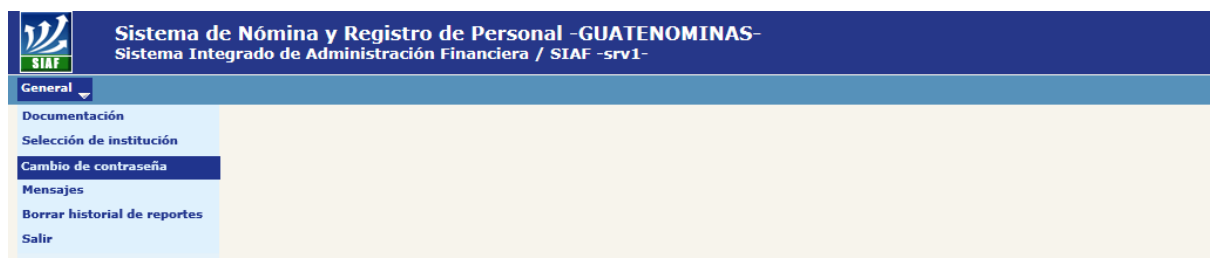 SIAF
Sistema de Nómina y Registro de Personal -GUATENOMINAS-
Sistema Integrado de Administración Financiera / SIAF -srv1-
General
Documentación
Selección de institución
Cambio de contraseña
Mensajes
Borrar historial de reportes
Salir